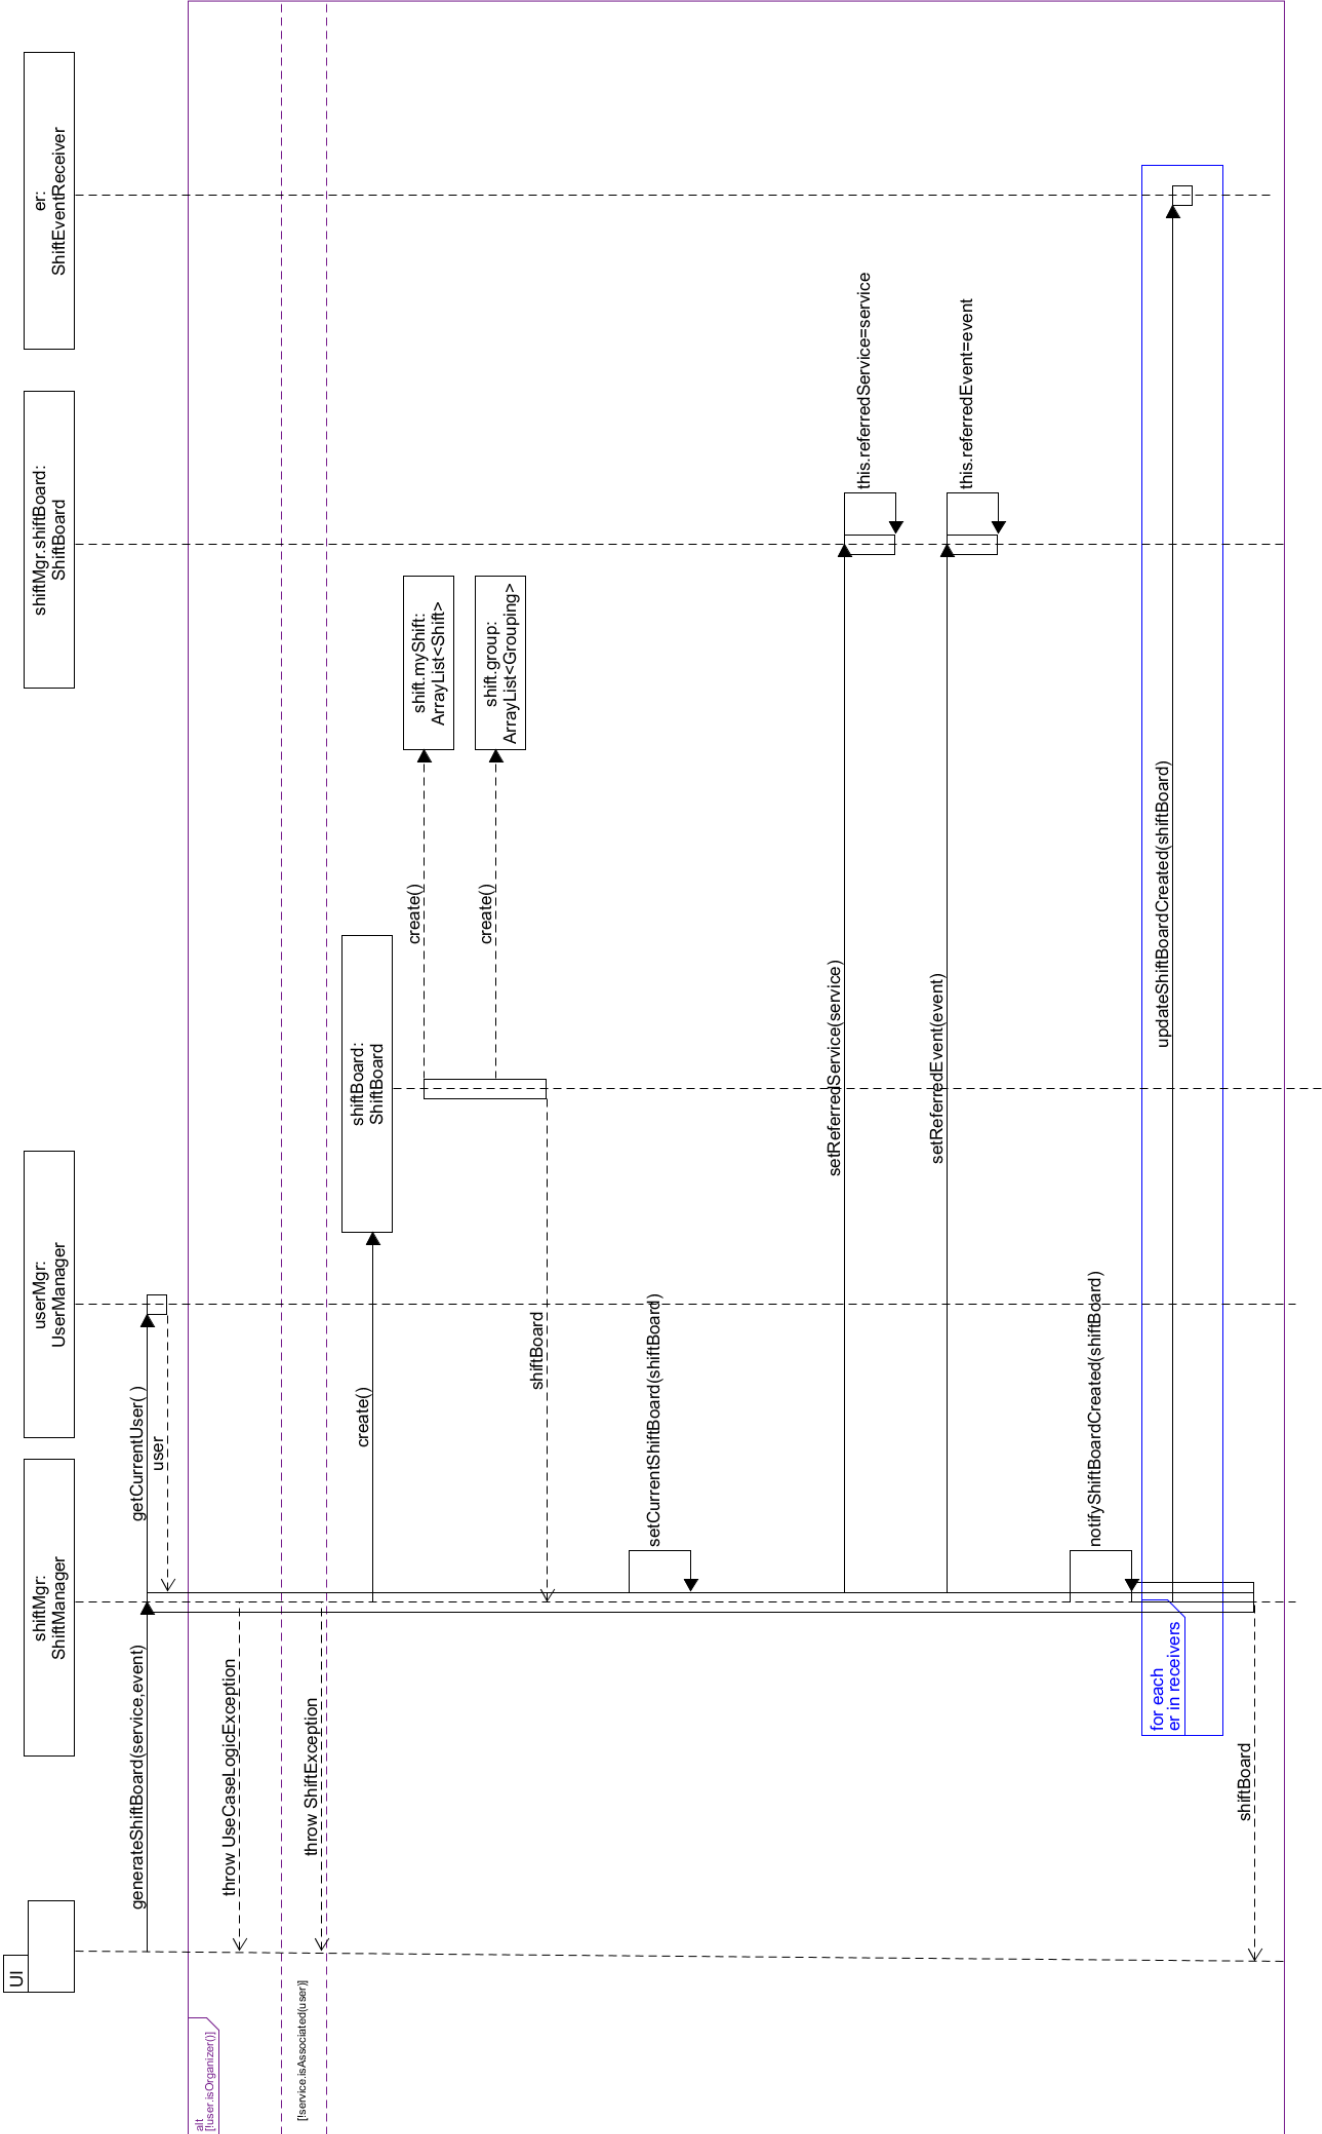 UI
shiftMgr:
ShiftManager
userMgr:
UserManager
shiftMgr.shiftBoard:
ShiftBoard
er:
ShiftEventReceiver
generateShiftBoard(service,event)
getCurrentUser( )
user
alt
[!user.isOrganizer()]
throw UseCaseLogicException
[!service.isAssociated(user)]
throw ShiftException
create()
shiftBoard:
ShiftBoard
create()
shift.myShift:
ArrayList<Shift>
create()
shift.group:
ArrayList<Grouping>
shiftBoard
setCurrentShiftBoard(shiftBoard)
setReferredService(service)
this.referredService=service
setReferredEvent(event)
this.referredEvent=event
notifyShiftBoardCreated(shiftBoard)
for each
er in receivers
updateShiftBoardCreated(shiftBoard)
shiftBoard